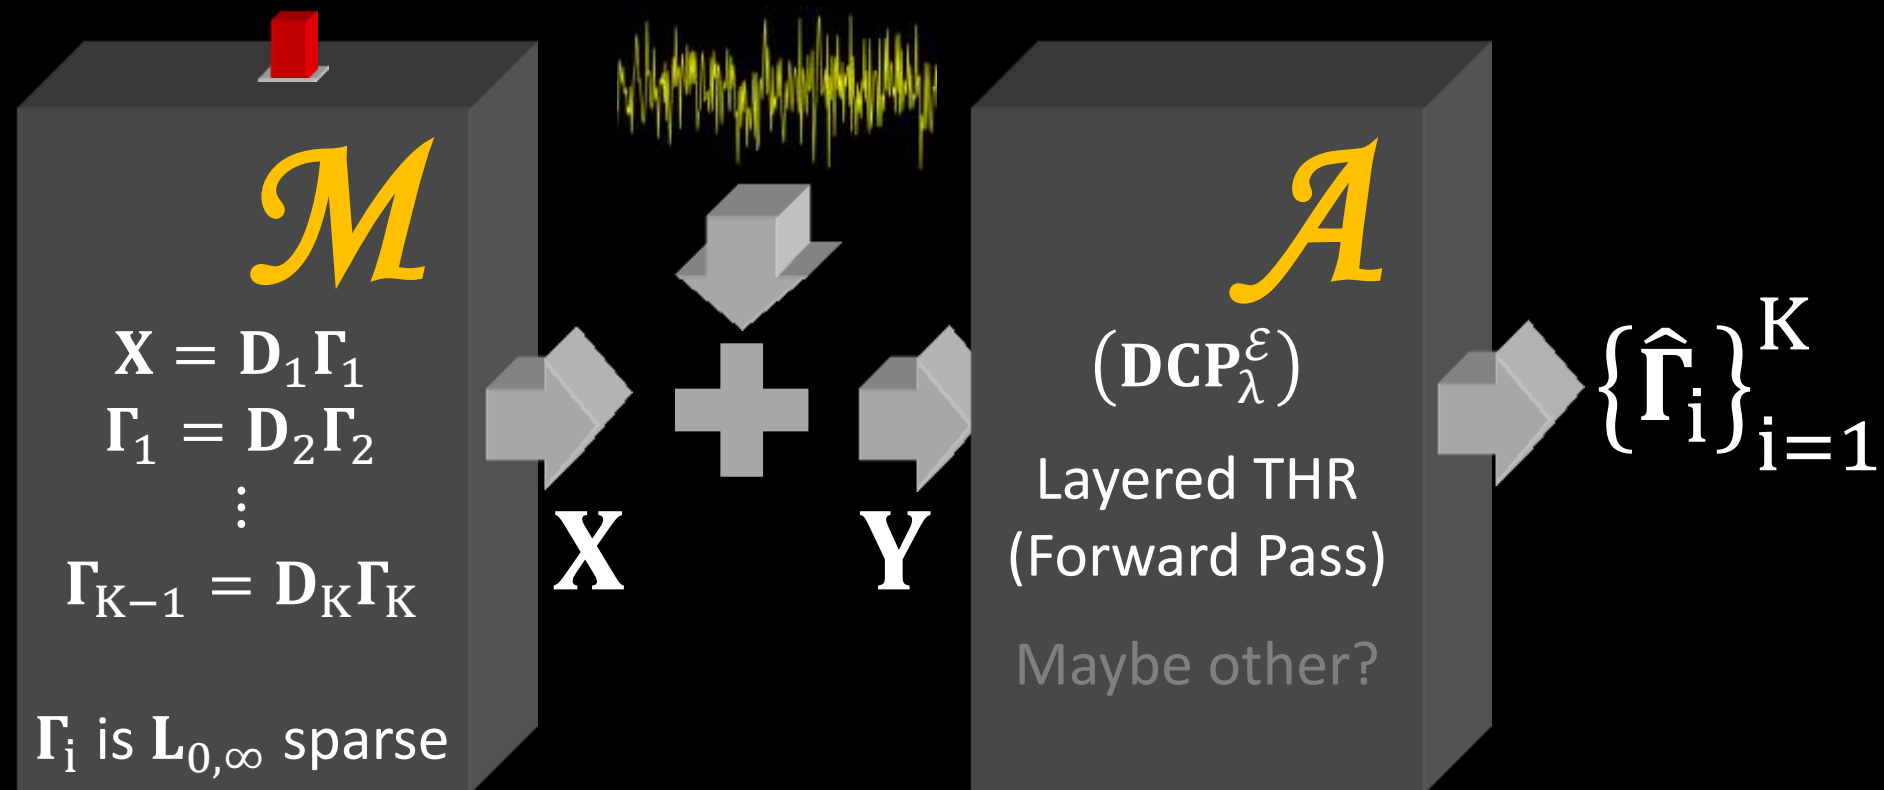 ℳ
𝐗 = 𝐃₁𝚪₁
𝚪₁ = 𝐃₂𝚪₂
⋮
𝚪_{K−1} = 𝐃_K𝚪_K
𝚪ᵢ is 𝐋_{0,∞} sparse
𝐗
𝐘
𝒜
(𝐃𝐂𝐏_λ^ℰ)
Layered THR
(Forward Pass)
Maybe other?
{𝚪̂ᵢ}_{i=1}^K